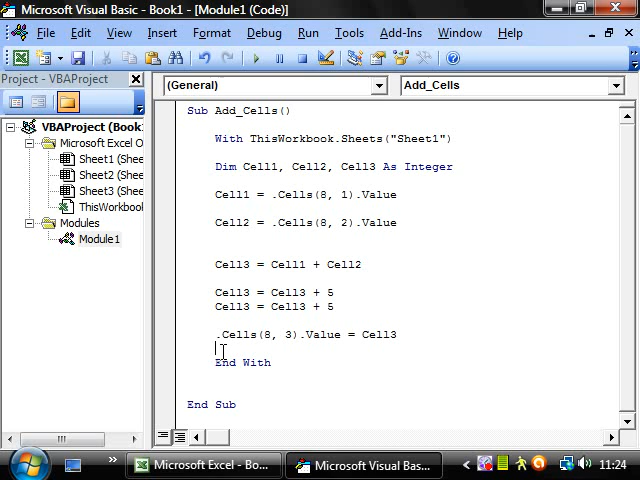 Microsoft Visual Basic - Book1 - [Module1 (Code)]
File Edit View Insert Format Debug Run Tools Add-Ins Window Help
Project - VBAProject
(General) Add_Cells
VBAProject (Book
Microsoft Excel O
Sheet1 (Shee
Sheet2 (Shee
Sheet3 (Shee
ThisWorkbook
Modules
Module1
Sub Add_Cells()
With ThisWorkbook.Sheets("Sheet1")
Dim Cell1, Cell2, Cell3 As Integer
Cell1 = .Cells(8, 1).Value
Cell2 = .Cells(8, 2).Value
Cell3 = Cell1 + Cell2
Cell3 = Cell3 + 5
Cell3 = Cell3 + 5
.Cells(8, 3).Value = Cell3
End With
End Sub
Microsoft Excel - Bo... Microsoft Visual Bas... 11:24